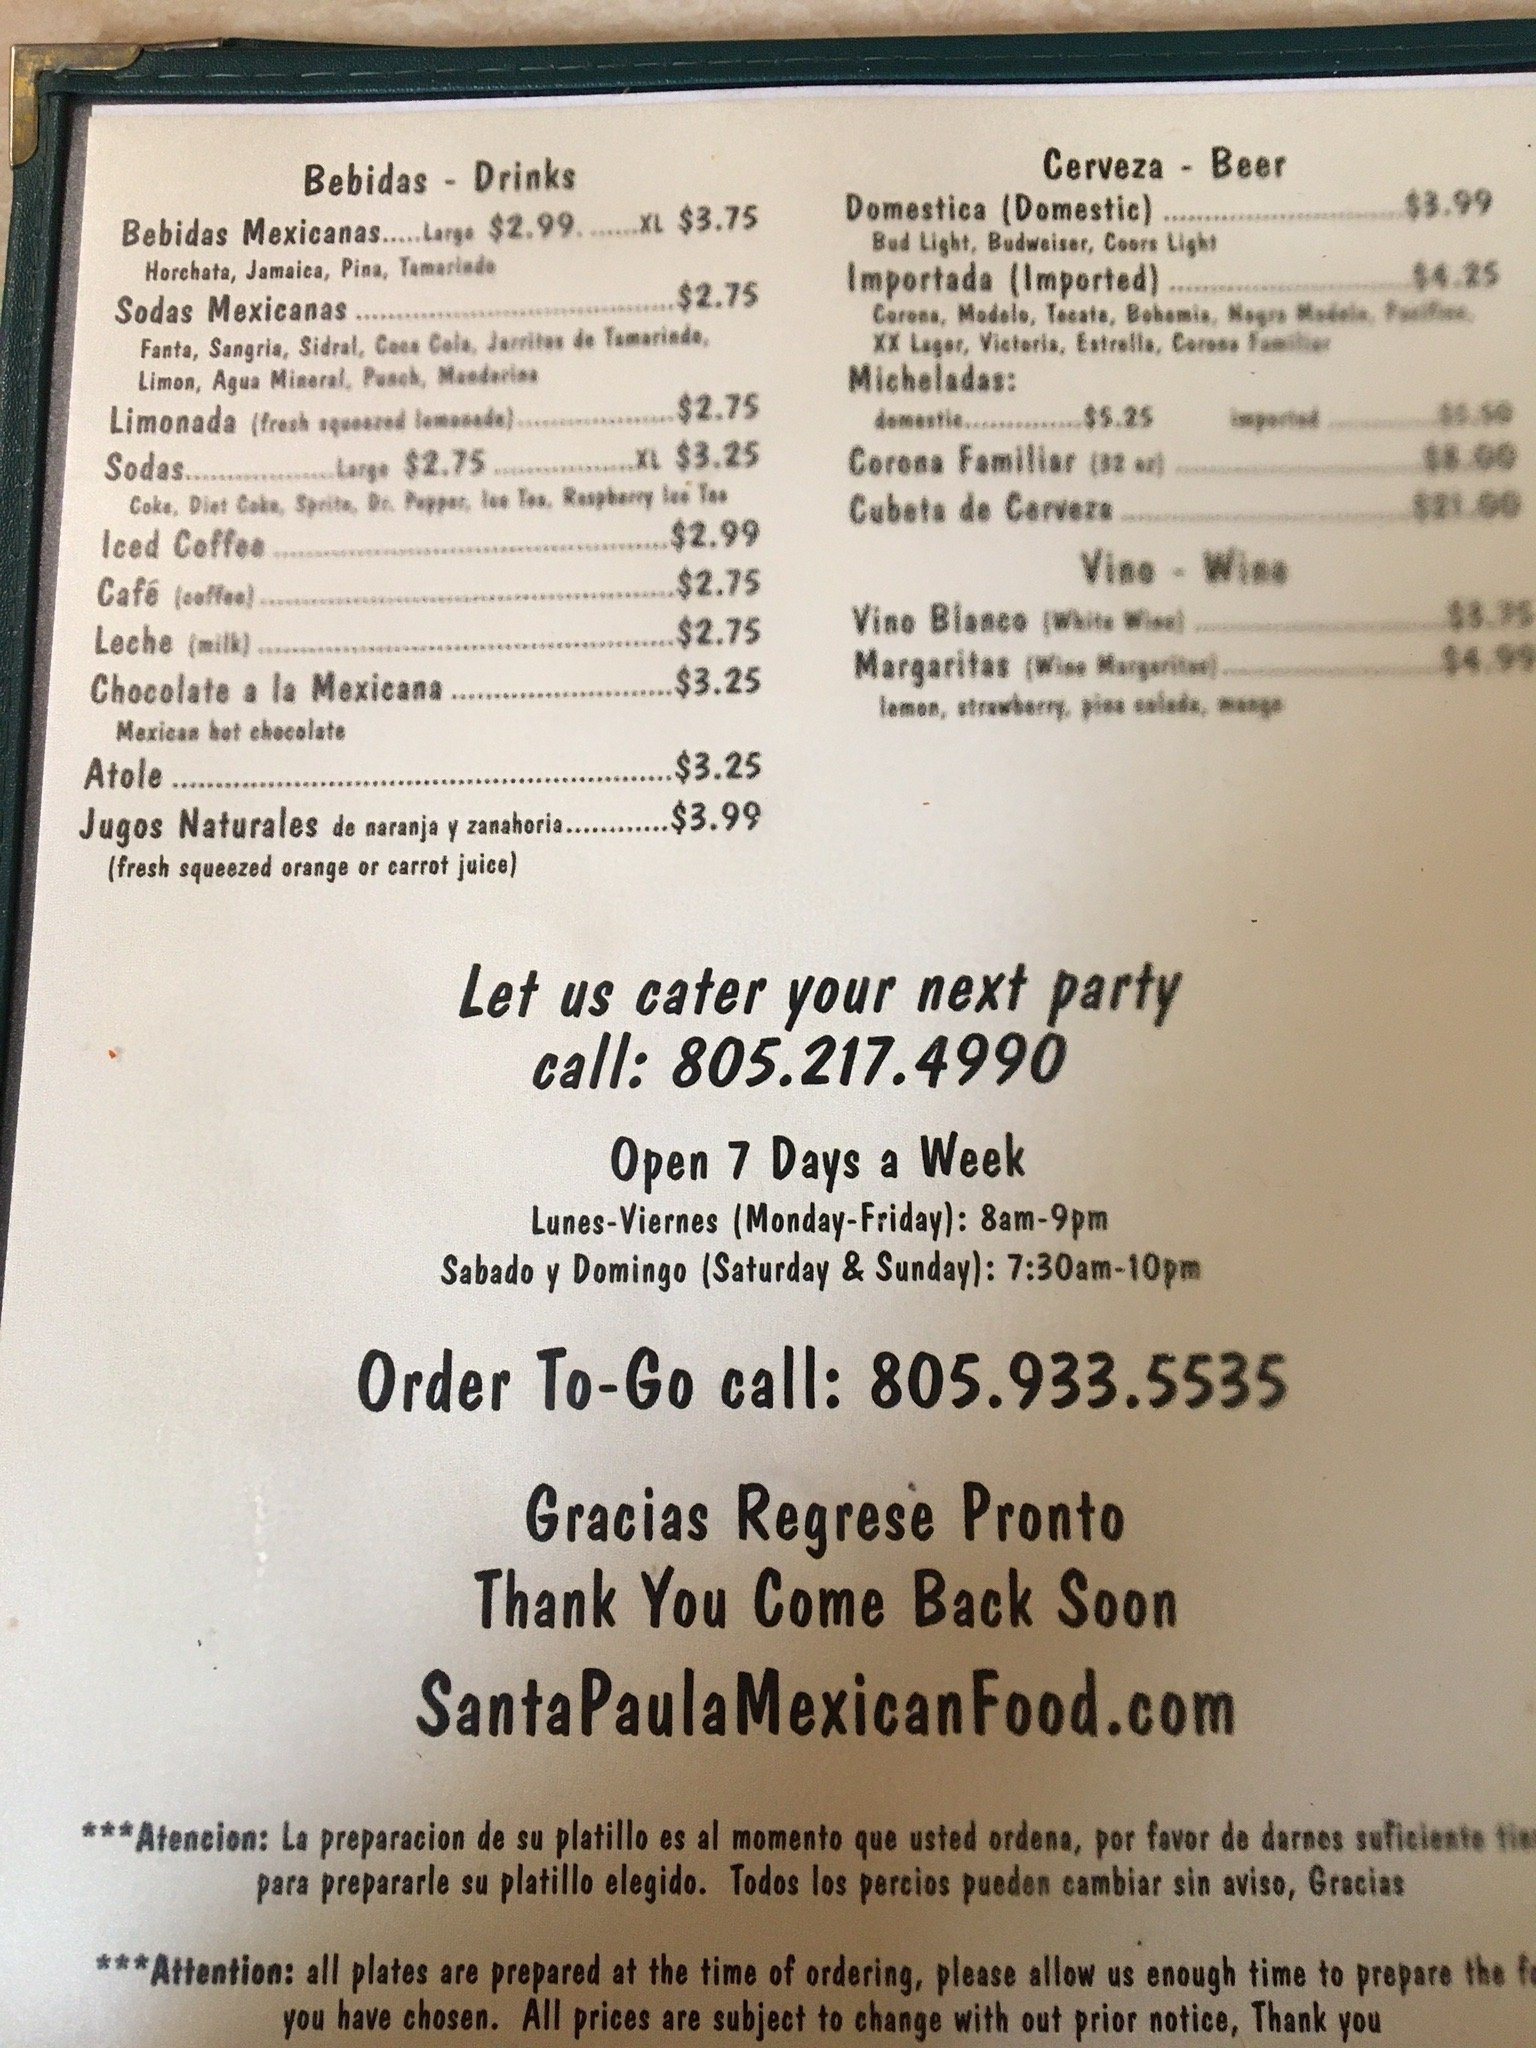 Bebidas - Drinks
Bebidas Mexicanas.....Large $2.99........XL $3.75
Horchata, Jamaica, Pina, Tamarindo
Sodas Mexicanas ........................................ $2.75
Fanta, Sangria, Sidral, Coca Cola, Jarritos de Tamarindo,
Limon, Agua Mineral, Punch, Mandarina
Limonada (fresh squeezed lemonade)....................$2.75
Sodas..................Large $2.75 .................XL $3.25
Coke, Diet Coke, Sprite, Dr. Pepper, Ice Tea, Raspberry Ice Tea
Iced Coffee ..................................................$2.99
Café (coffee)....................................................$2.75
Leche (milk) ....................................................$2.75
Chocolate a la Mexicana ...........................$3.25
Mexican hot chocolate
Atole ...............................................................$3.25
Jugos Naturales de naranja y zanahoria............$3.99
(fresh squeezed orange or carrot juice)
Cerveza - Beer
Domestica (Domestic) ..............................$3.99
Bud Light, Budweiser, Coors Light
Importada (Imported) ..............................$4.25
Corona, Modelo, Tecate, Bohemia, Negra Modelo, Pacifico,
XX Lager, Victoria, Estrella, Corona Familiar
Micheladas:
domestic...............$5.25 imported ..............$5.50
Corona Familiar (32 oz) ..............................$8.00
Cubeta de Cerveza ....................................$21.00
Vino - Wine
Vino Blanco (White Wine) ..............................$3.75
Margaritas (Wine Margaritas)..........................$4.99
lemon, strawberry, pina colada, mango
Let us cater your next party
call: 805.217.4990
Open 7 Days a Week
Lunes-Viernes (Monday-Friday): 8am-9pm
Sabado y Domingo (Saturday & Sunday): 7:30am-10pm
Order To-Go call: 805.933.5535
Gracias Regrese Pronto
Thank You Come Back Soon
SantaPaulaMexicanFood.com
***Atencion: La preparacion de su platillo es al momento que usted ordena, por favor de darnos suficiente
para prepararle su platillo elegido. Todos los percios pueden cambiar sin aviso, Gracias
***Attention: all plates are prepared at the time of ordering, please allow us enough time to prepare the
you have chosen. All prices are subject to change with out prior notice, Thank you